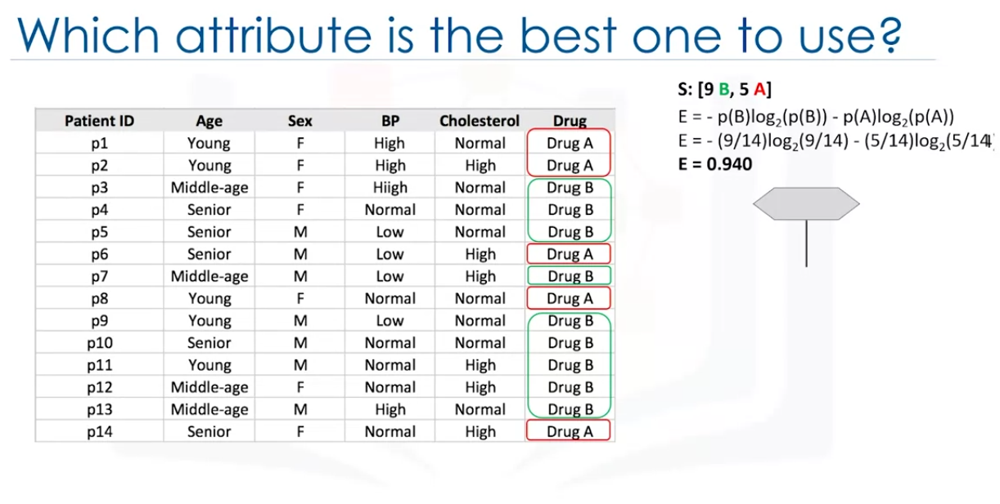 Which attribute is the best one to use?
S: [9 B, 5 A]
E = - p(B)log₂(p(B)) - p(A)log₂(p(A))
E = - (9/14)log₂(9/14) - (5/14)log₂(5/14)
E = 0.940
Patient ID Age Sex BP Cholesterol Drug
p1 Young F High Normal Drug A
p2 Young F High High Drug A
p3 Middle-age F Hiigh Normal Drug B
p4 Senior F Normal Normal Drug B
p5 Senior M Low Normal Drug B
p6 Senior M Low High Drug A
p7 Middle-age M Low High Drug B
p8 Young F Normal Normal Drug A
p9 Young M Low Normal Drug B
p10 Senior M Normal Normal Drug B
p11 Young M Normal High Drug B
p12 Middle-age F Normal High Drug B
p13 Middle-age M High Normal Drug B
p14 Senior F Normal High Drug A